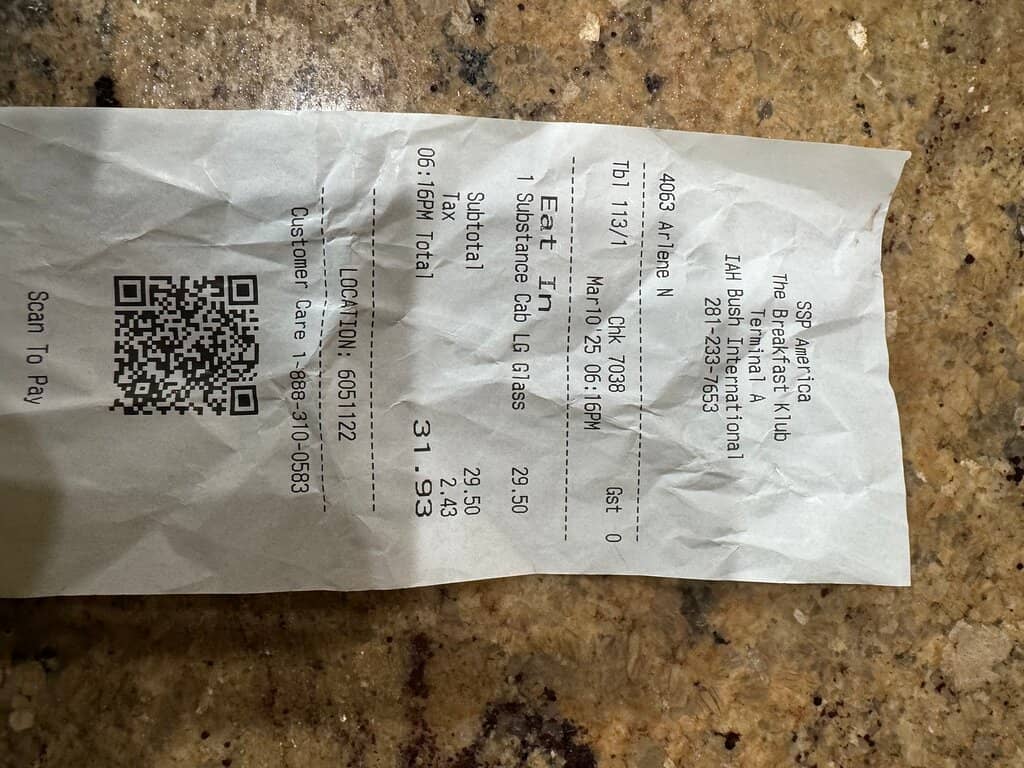 SSP America
The Breakfast Klub
Terminal A
IAH Bush International
281-233-7653
4063 Arlene N
Tbl 113/1 Chk 7038 Gst 0
Mar10'25 06:16PM
Eat In
1 Substance Cab LG Glass 29.50
Subtotal 29.50
Tax 2.43
06:16PM Total 31.93
LOCATION: 6051122
Customer Care 1-888-310-0583
Scan To Pay